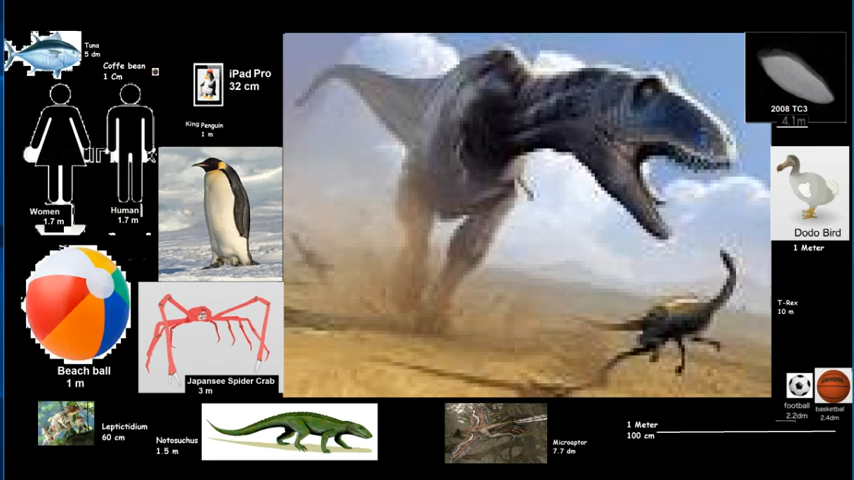 Tuna
5 dm
Coffe bean
1 Cm
iPad Pro
32 cm
King Penguin
1 m
2008 TC3
4.1m
Women
1.7 m
Human
1.7 m
Dodo Bird
1 Meter
T-Rex
10 m
Beach ball
1 m
Japansee Spider Crab
3 m
football
2.2dm
basketbal
2.4dm
Leptictidium
60 cm
Notosuchus
1.5 m
Microaptor
7.7 dm
1 Meter
100 cm